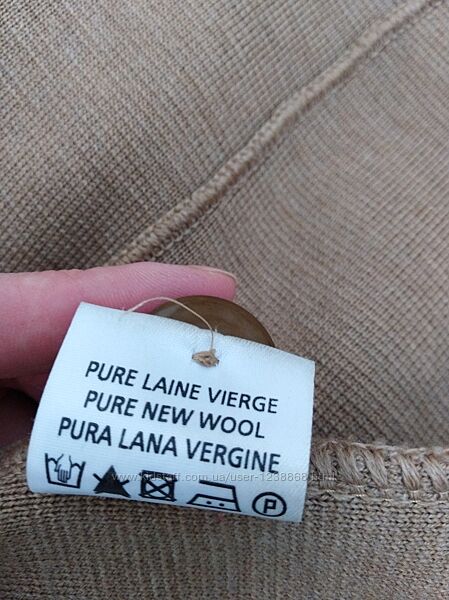 PURE LAINE VIERGE
PURE NEW WOOL
PURA LANA VERGINE
P